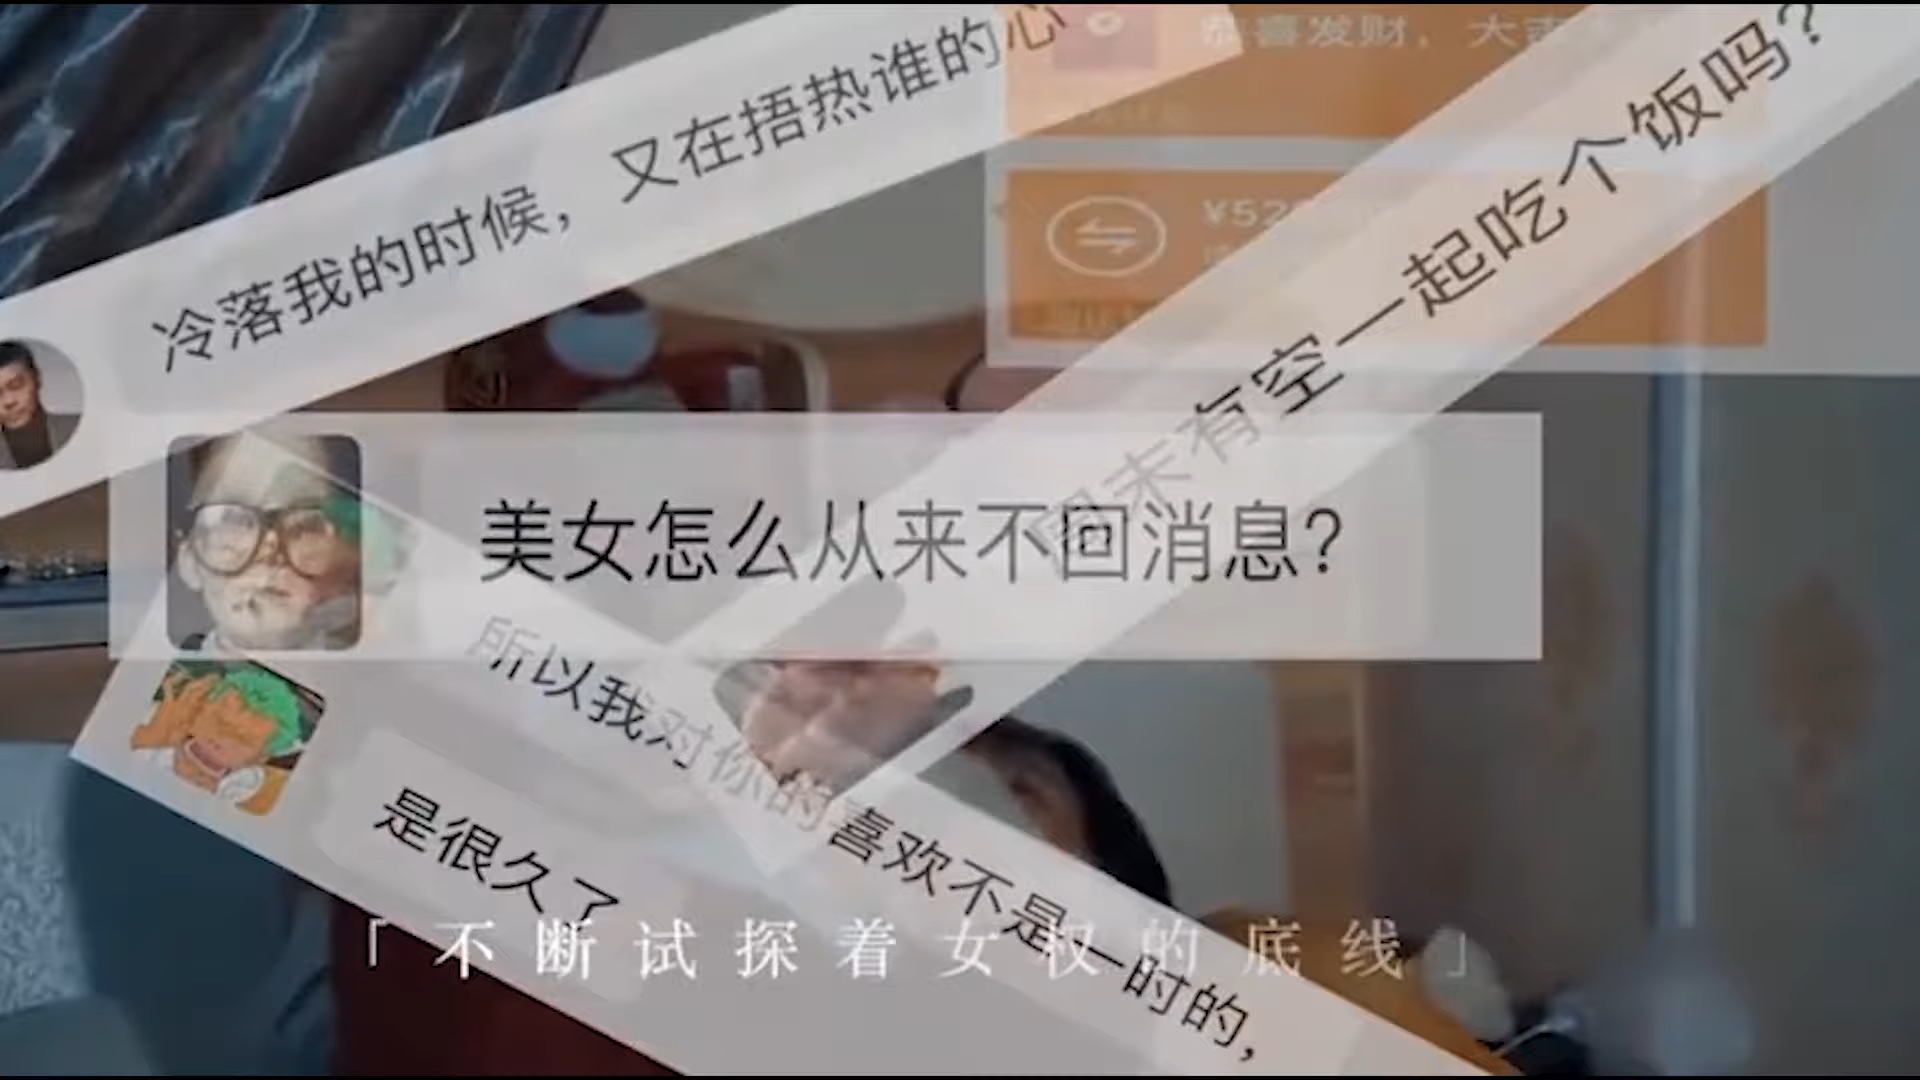 恭喜发财，大吉
冷落我的时候，又在捂热谁的心
¥52
周末有空一起吃个饭吗？
美女怎么从来不回消息？
所以我对你的喜欢不是一时的，
是很久了
「不断试探着女权的底线」